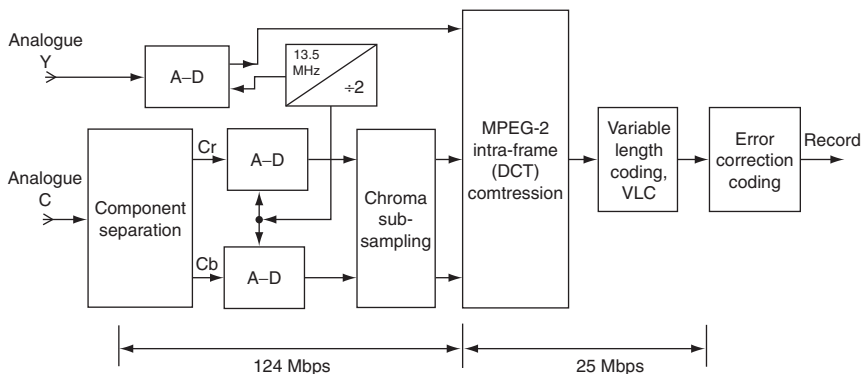 Analogue
Y
A–D
13.5
MHz
÷2
Analogue
C
Component
separation
Cr
A–D
Cb
A–D
Chroma
sub-
sampling
MPEG-2
intra-frame
(DCT)
comtression
Variable
length
coding,
VLC
Error
correction
coding
Record
124 Mbps
25 Mbps